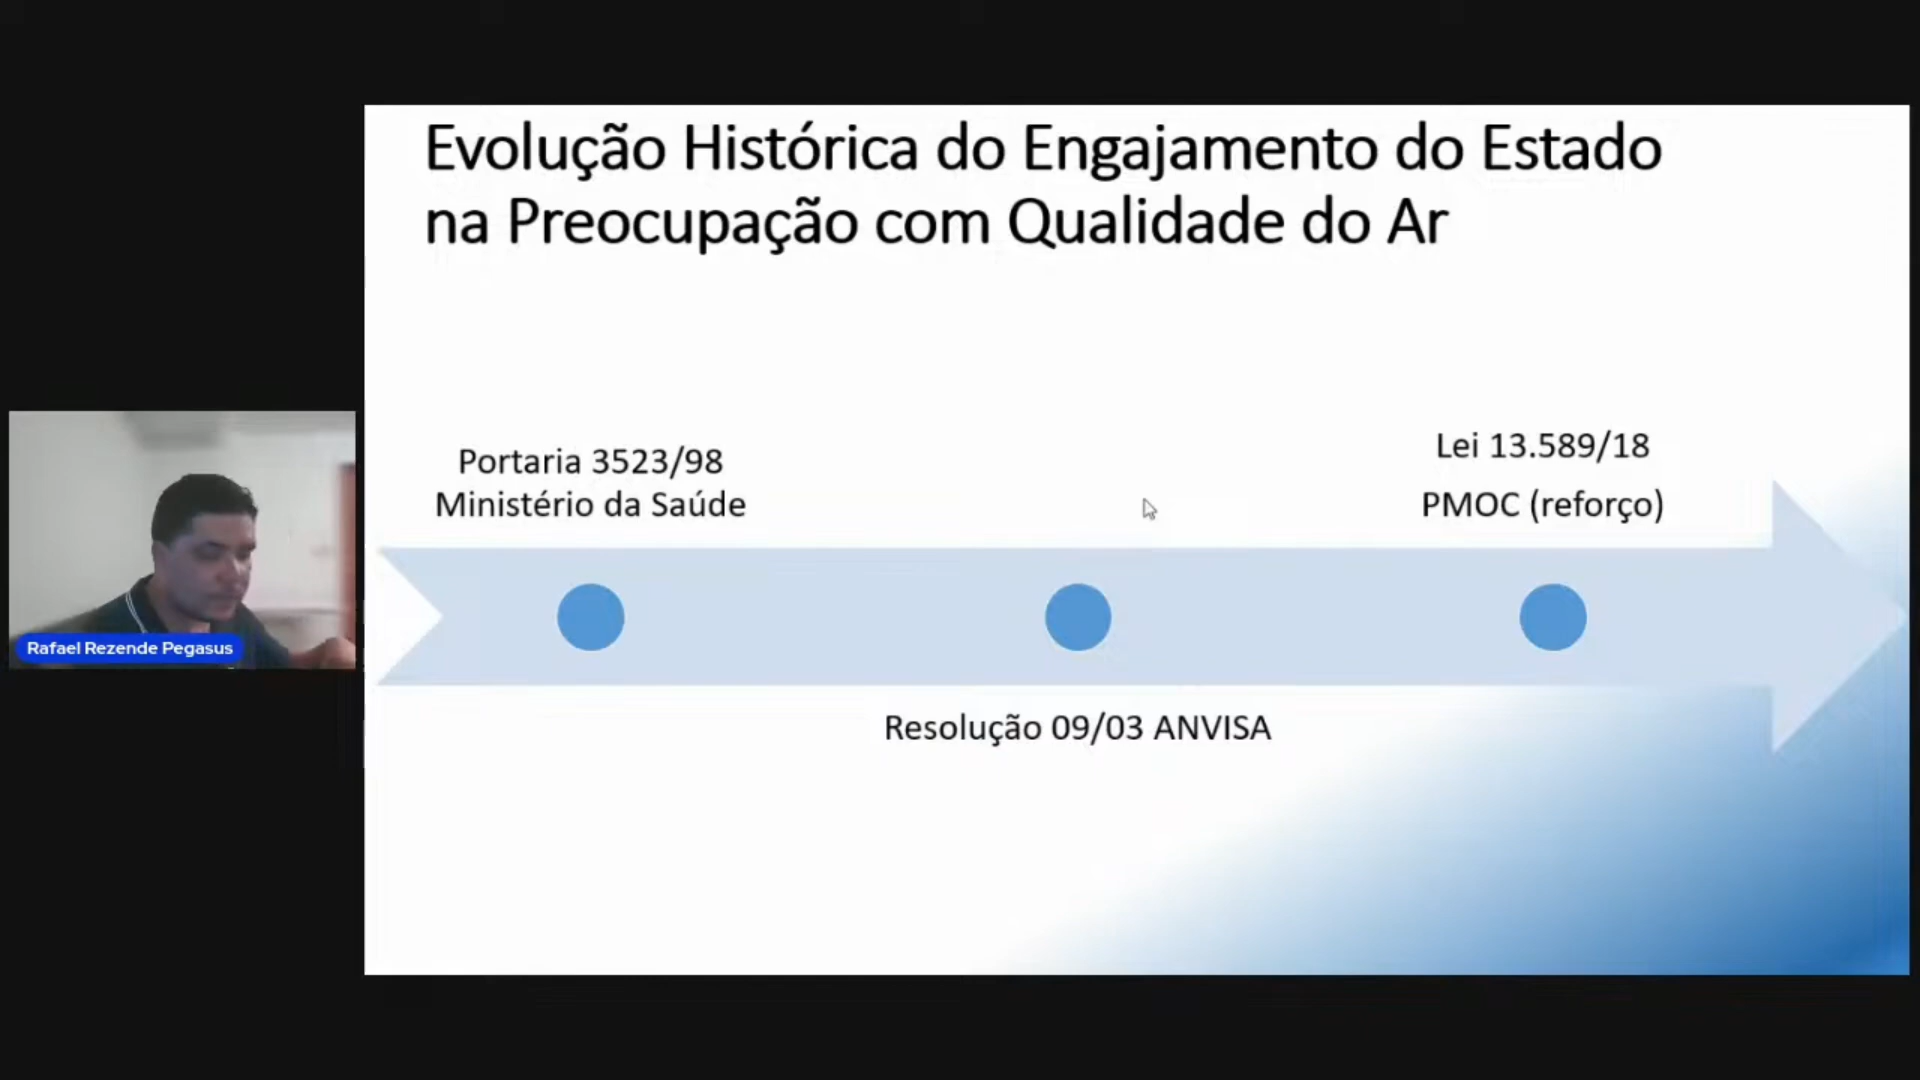 Evolução Histórica do Engajamento do Estado
na Preocupação com Qualidade do Ar
Portaria 3523/98
Ministério da Saúde
Lei 13.589/18
PMOC (reforço)
Resolução 09/03 ANVISA
Rafael Rezende Pegasus